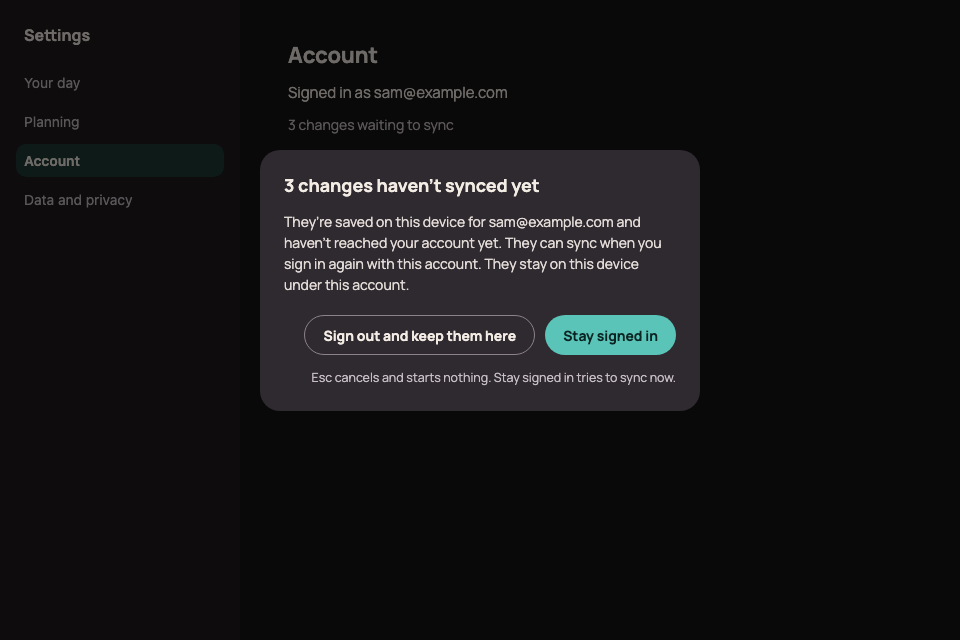 Settings
Your day
Planning
Account
Data and privacy
Account
Signed in as sam@example.com
3 changes waiting to sync
3 changes haven't synced yet
They're saved on this device for sam@example.com and
haven't reached your account yet. They can sync when you
sign in again with this account. They stay on this device
under this account.
Sign out and keep them here
Stay signed in
Esc cancels and starts nothing. Stay signed in tries to sync now.